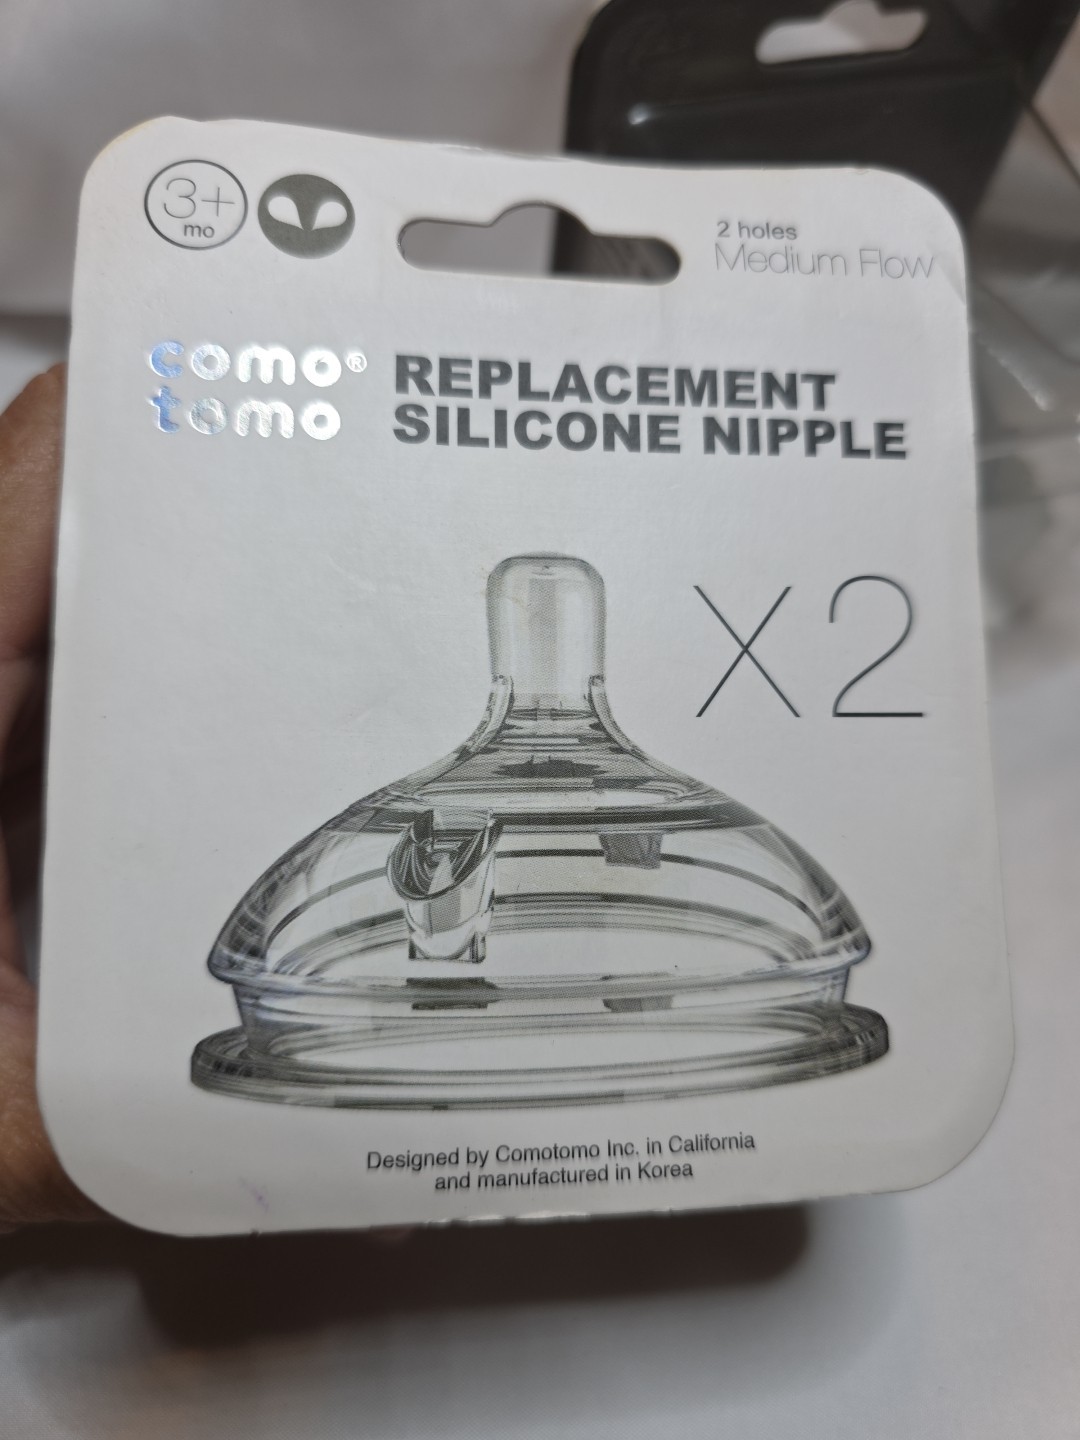 3+
mo
2 holes
Medium Flow
como®
tomo
REPLACEMENT
SILICONE NIPPLE
X2
Designed by Comotomo Inc. in California
and manufactured in Korea